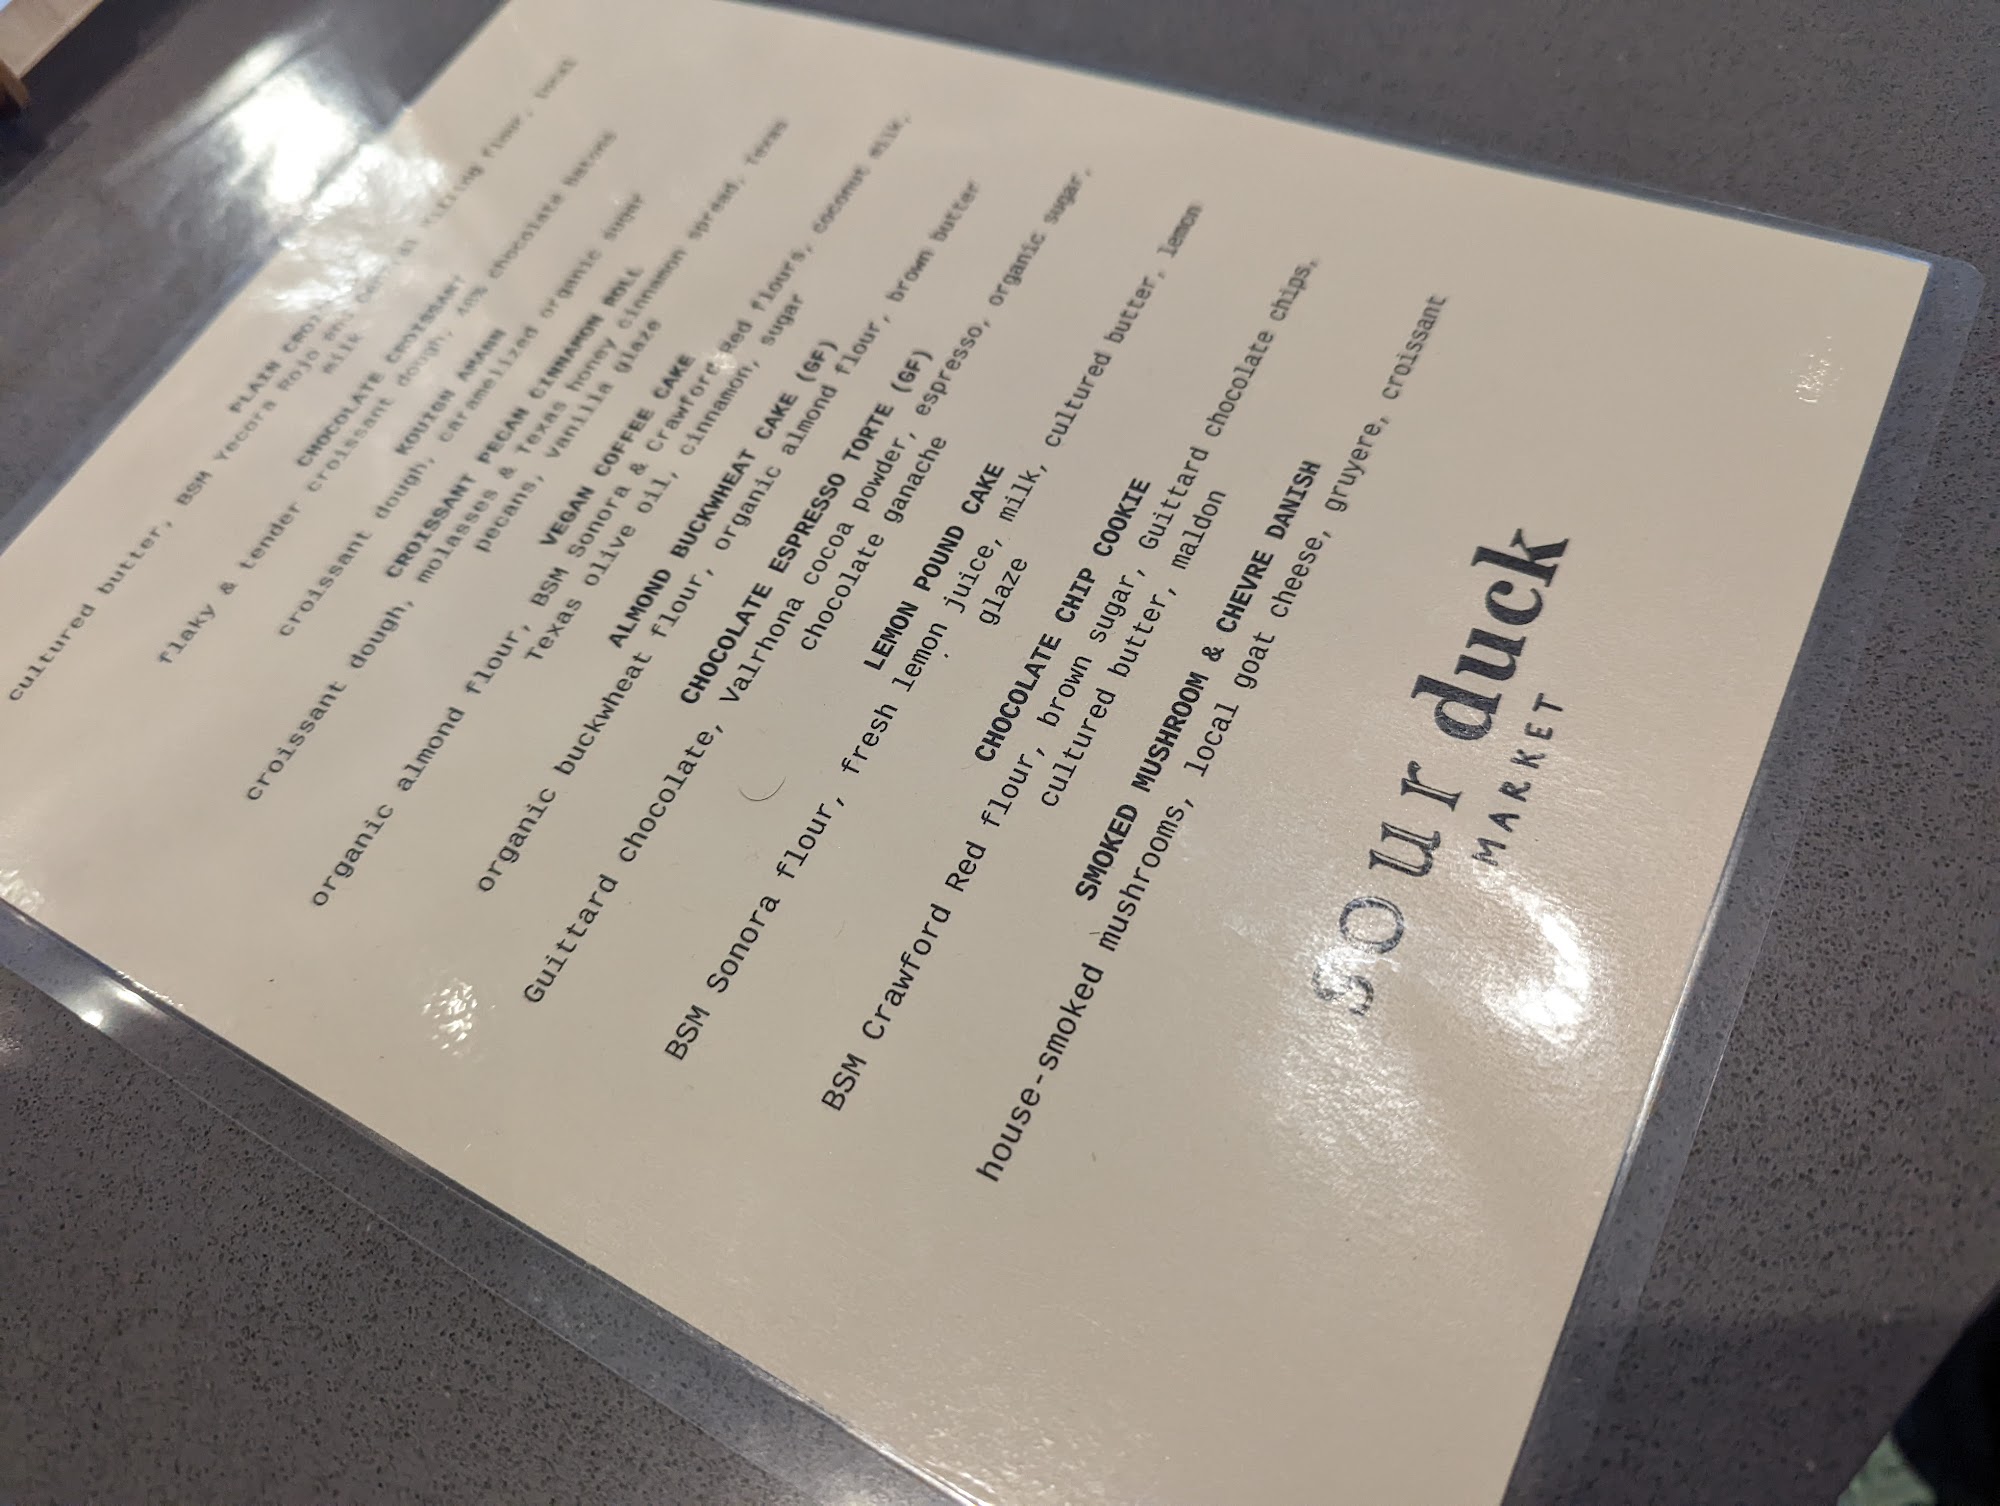 PLAIN
cultured butter, BSM Yecora Rojo flour, local
milk
CHOCOLATE CROISSANT
flaky & tender croissant dough, chocolate batons
KOUIGN AMANN
croissant dough, caramelized organic sugar
CROISSANT PECAN CINNAMON ROLL
croissant dough, molasses & Texas honey cinnamon spread, Texas
pecans, vanilla glaze
VEGAN COFFEE CAKE
organic almond flour, BSM Sonora & Crawford Red flours, coconut milk,
Texas olive oil, cinnamon, sugar
ALMOND BUCKWHEAT CAKE (GF)
organic buckwheat flour, organic almond flour, brown butter
CHOCOLATE ESPRESSO TORTE (GF)
Guittard chocolate, Valrhona cocoa powder, espresso, organic sugar,
chocolate ganache
LEMON POUND CAKE
BSM Sonora flour, fresh lemon juice, milk, cultured butter, lemon
glaze
CHOCOLATE CHIP COOKIE
BSM Crawford Red flour, brown sugar, Guittard chocolate chips,
cultured butter, maldon
SMOKED MUSHROOM & CHEVRE DANISH
house-smoked mushrooms, local goat cheese, gruyere, croissant
sour duck
MARKET